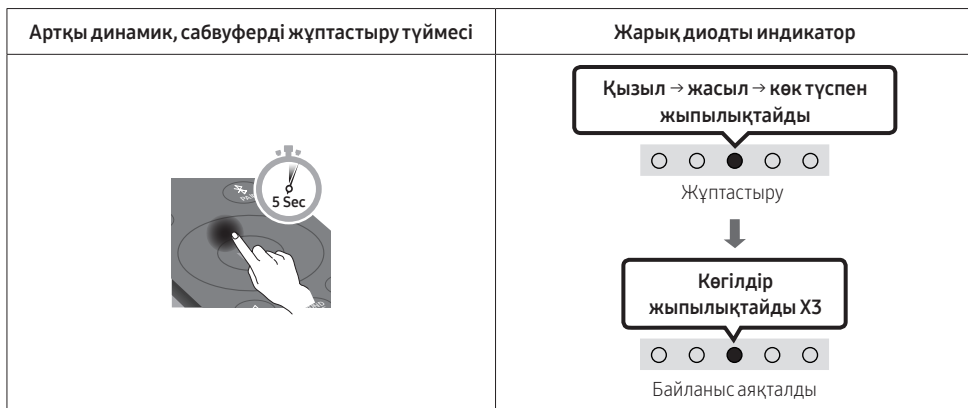 Артқы динамик, сабвуферді жұптастыру түймесі
Жарық диодты индикатор
5 Sec
Қызыл → жасыл → көк түспен
жыпылықтайды
Жұптастыру
Көгілдір
жыпылықтайды X3
Байланыс аяқталды